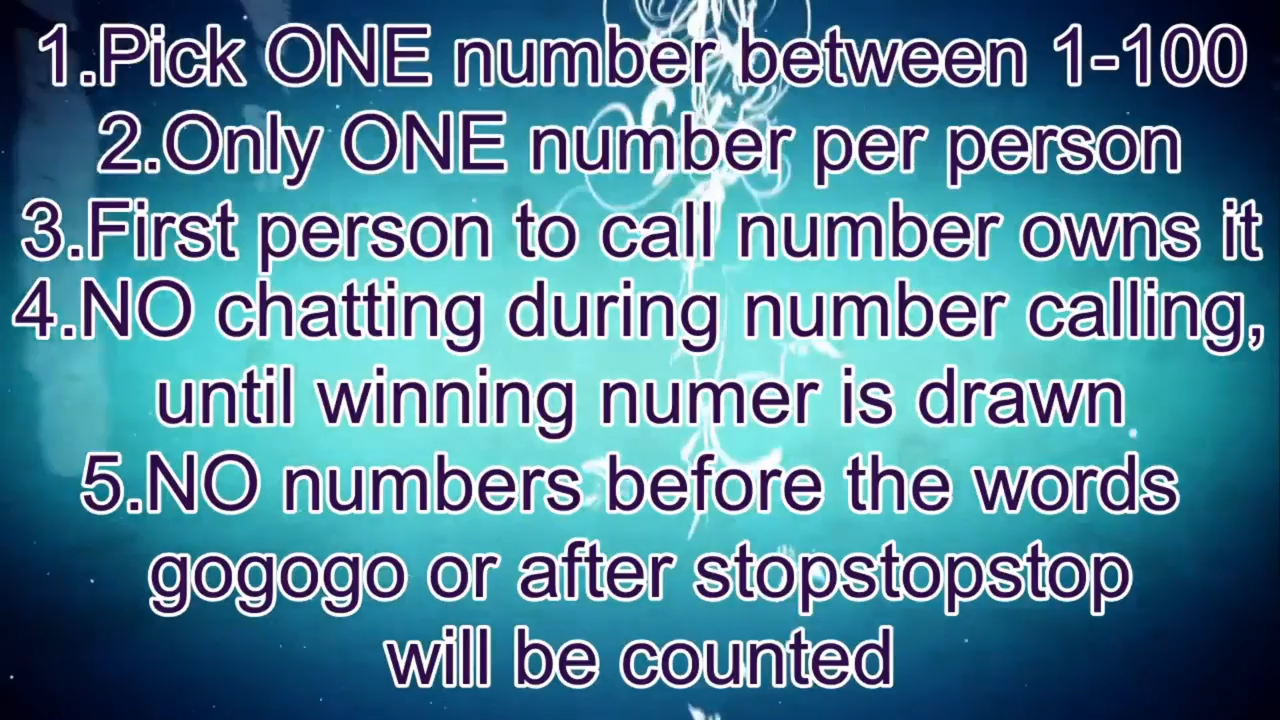 1.Pick ONE number between 1-100
2.Only ONE number per person
3.First person to call number owns it
4.NO chatting during number calling,
until winning numer is drawn
5.NO numbers before the words
gogogo or after stopstopstop
will be counted